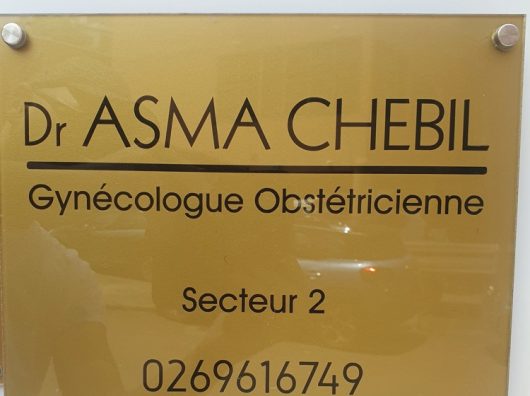 Dr ASMA CHEBIL
Gynécologue Obstétricienne
Secteur 2
0269616749